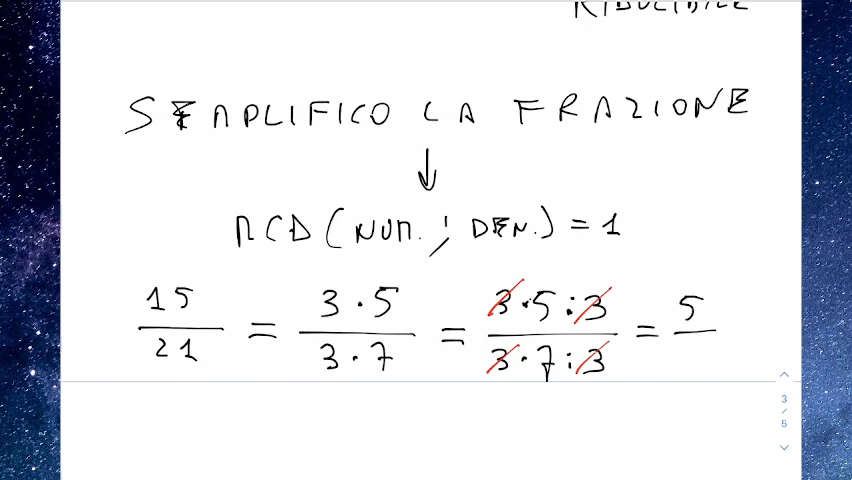 RIDUCIBILE
SEMPLIFICO LA FRAZIONE
↓
MCD (NUM. ; DEN.) = 1
15/21 = 3·5/3·7 = 3·5:3/3·7:3 = 5/
3
/
5